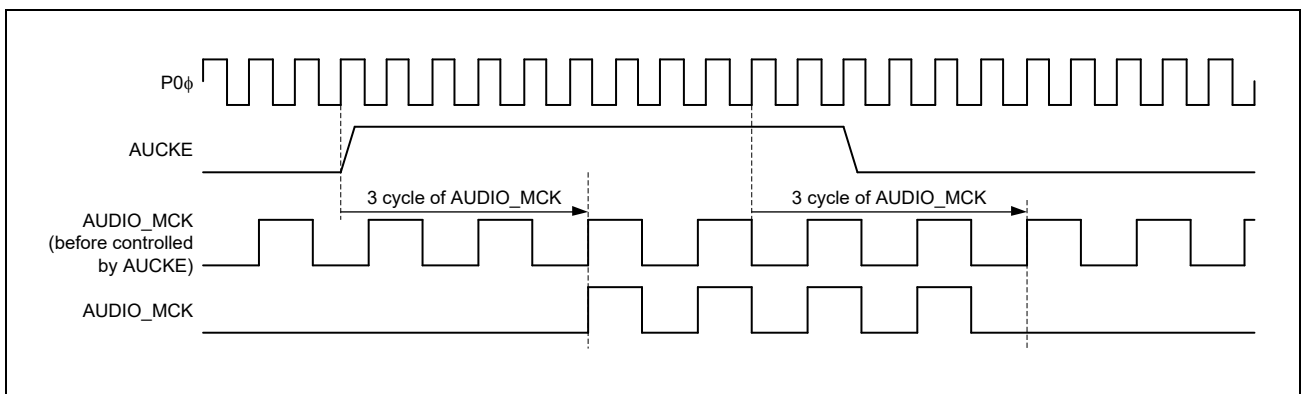 P0ϕ
AUCKE
3 cycle of AUDIO_MCK
3 cycle of AUDIO_MCK
AUDIO_MCK
(before controlled
by AUCKE)
AUDIO_MCK